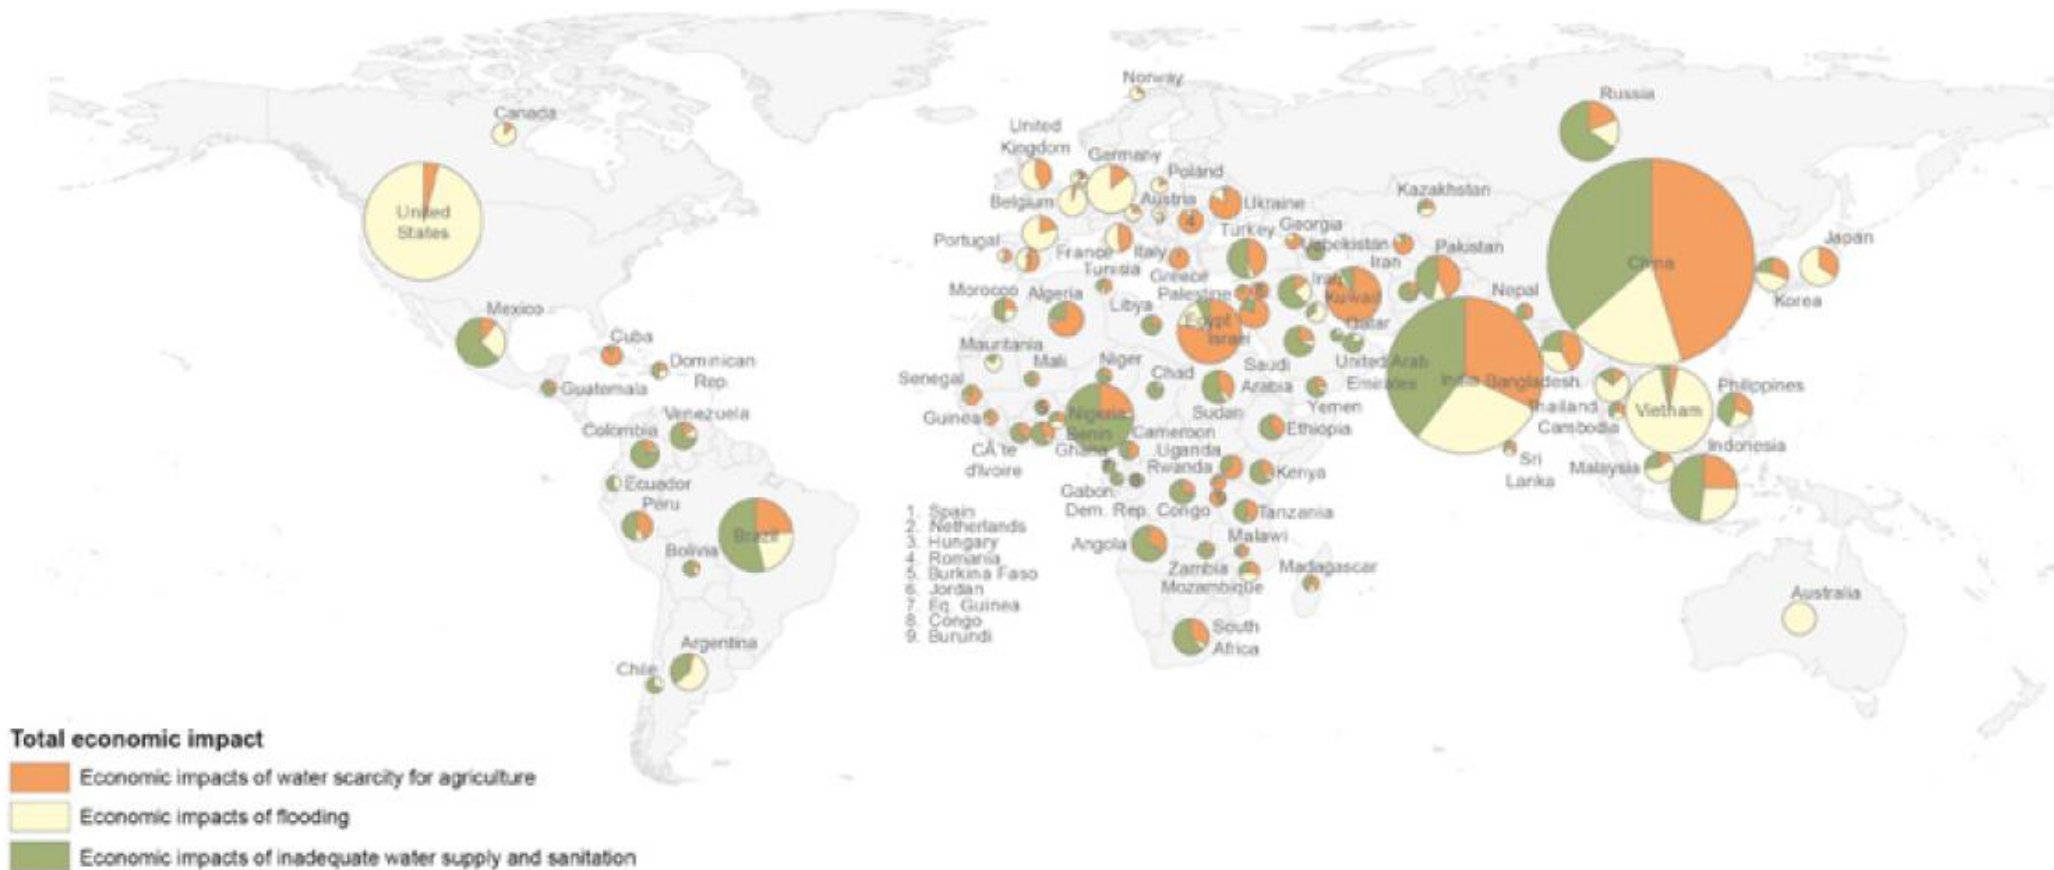 Norway
Russia
Canada
United
Kingdom
Germany
Poland
Kazakhstan
Belgium
Austria
Ukraine
United
States
Georgia
Turkey
Portugal
France
Italy
Uzbekistan
Pakistan
Japan
Tunisia
Greece
Iran
Morocco
Algeria
Palestine
Iraq
China
Kuwait
Nepal
Korea
Mexico
Libya
Egypt
Qatar
Cuba
Mauritania
Israel
Dominican
Rep.
Mali
Niger
Chad
Saudi
Arabia
United Arab
Emirates
India
Bangladesh
Philippines
Guatemala
Senegal
Venezuela
Guinea
Nigeria
Sudan
Yemen
Thailand
Vietnam
Colombia
Benin
Cameroon
Ethiopia
Cambodia
CÃ´te
d'Ivoire
Ghana
Uganda
Sri
Lanka
Indonesia
Malaysia
Ecuador
Rwanda
Kenya
Peru
Gabon
Dem. Rep. Congo
Tanzania
Brazil
Angola
Malawi
Bolivia
Zambia
Madagascar
Mozambique
Australia
South
Africa
Argentina
Chile
4
5
1. Spain
2. Netherlands
3. Hungary
4. Romania
5. Burkina Faso
6. Jordan
7. Eq. Guinea
8. Congo
9. Burundi
Total economic impact
Economic impacts of water scarcity for agriculture
Economic impacts of flooding
Economic impacts of inadequate water supply and sanitation